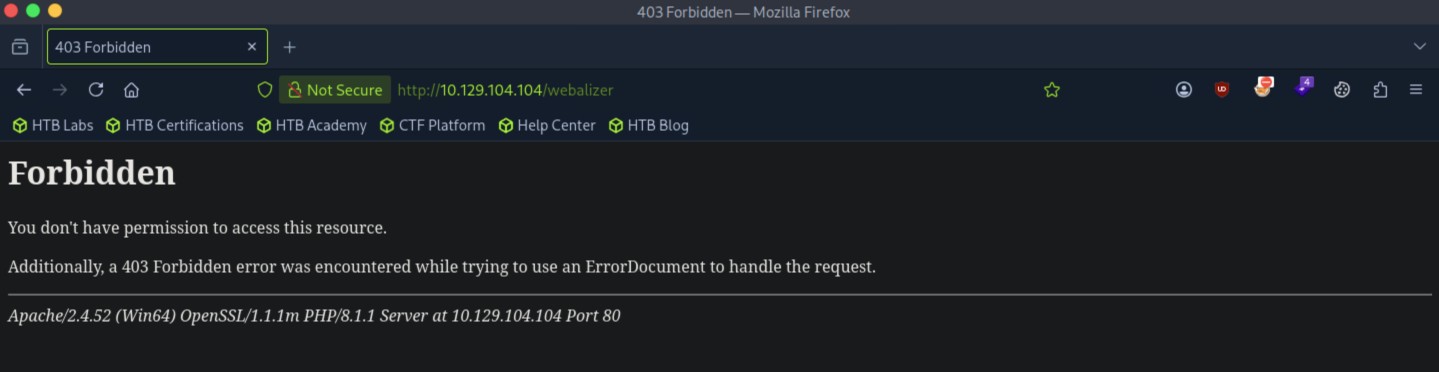 403 Forbidden — Mozilla Firefox
403 Forbidden
Not Secure http://10.129.104.104/webalizer
4
HTB Labs HTB Certifications HTB Academy CTF Platform Help Center HTB Blog
Forbidden
You don't have permission to access this resource.
Additionally, a 403 Forbidden error was encountered while trying to use an ErrorDocument to handle the request.
Apache/2.4.52 (Win64) OpenSSL/1.1.1m PHP/8.1.1 Server at 10.129.104.104 Port 80